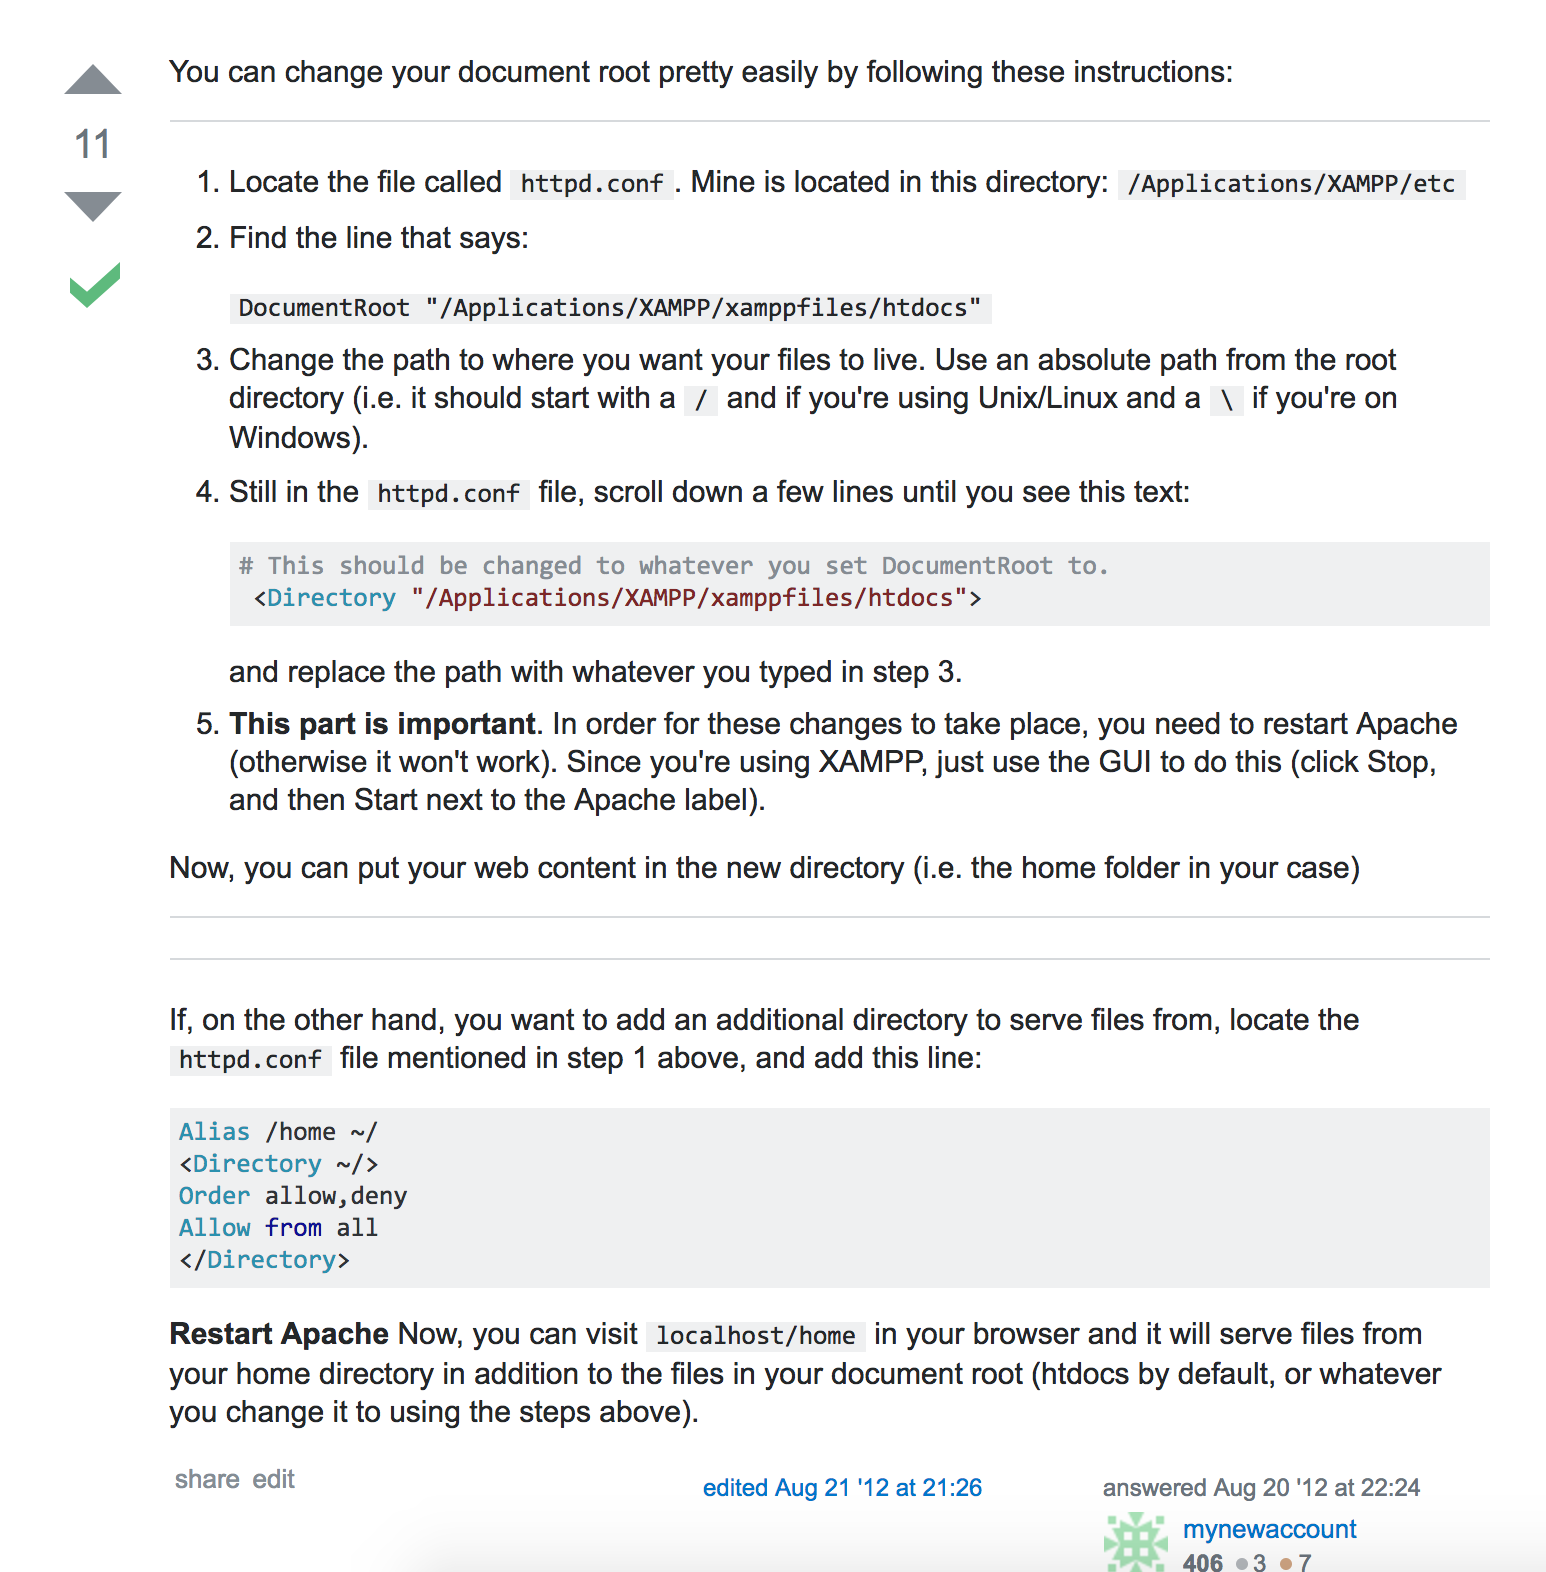 You can change your document root pretty easily by following these instructions:
11
1. Locate the file called httpd.conf . Mine is located in this directory: /Applications/XAMPP/etc
2. Find the line that says:
DocumentRoot "/Applications/XAMPP/xamppfiles/htdocs"
3. Change the path to where you want your files to live. Use an absolute path from the root
directory (i.e. it should start with a / and if you're using Unix/Linux and a \ if you're on
Windows).
4. Still in the httpd.conf file, scroll down a few lines until you see this text:
# This should be changed to whatever you set DocumentRoot to.
<Directory "/Applications/XAMPP/xamppfiles/htdocs">
and replace the path with whatever you typed in step 3.
5. This part is important. In order for these changes to take place, you need to restart Apache
(otherwise it won't work). Since you're using XAMPP, just use the GUI to do this (click Stop,
and then Start next to the Apache label).
Now, you can put your web content in the new directory (i.e. the home folder in your case)
If, on the other hand, you want to add an additional directory to serve files from, locate the
httpd.conf file mentioned in step 1 above, and add this line:
Alias /home ~/
<Directory ~/>
Order allow,deny
Allow from all
</Directory>
Restart Apache Now, you can visit localhost/home in your browser and it will serve files from
your home directory in addition to the files in your document root (htdocs by default, or whatever
you change it to using the steps above).
share edit
edited Aug 21 '12 at 21:26
answered Aug 20 '12 at 22:24
mynewaccount
406 ●3 ●7